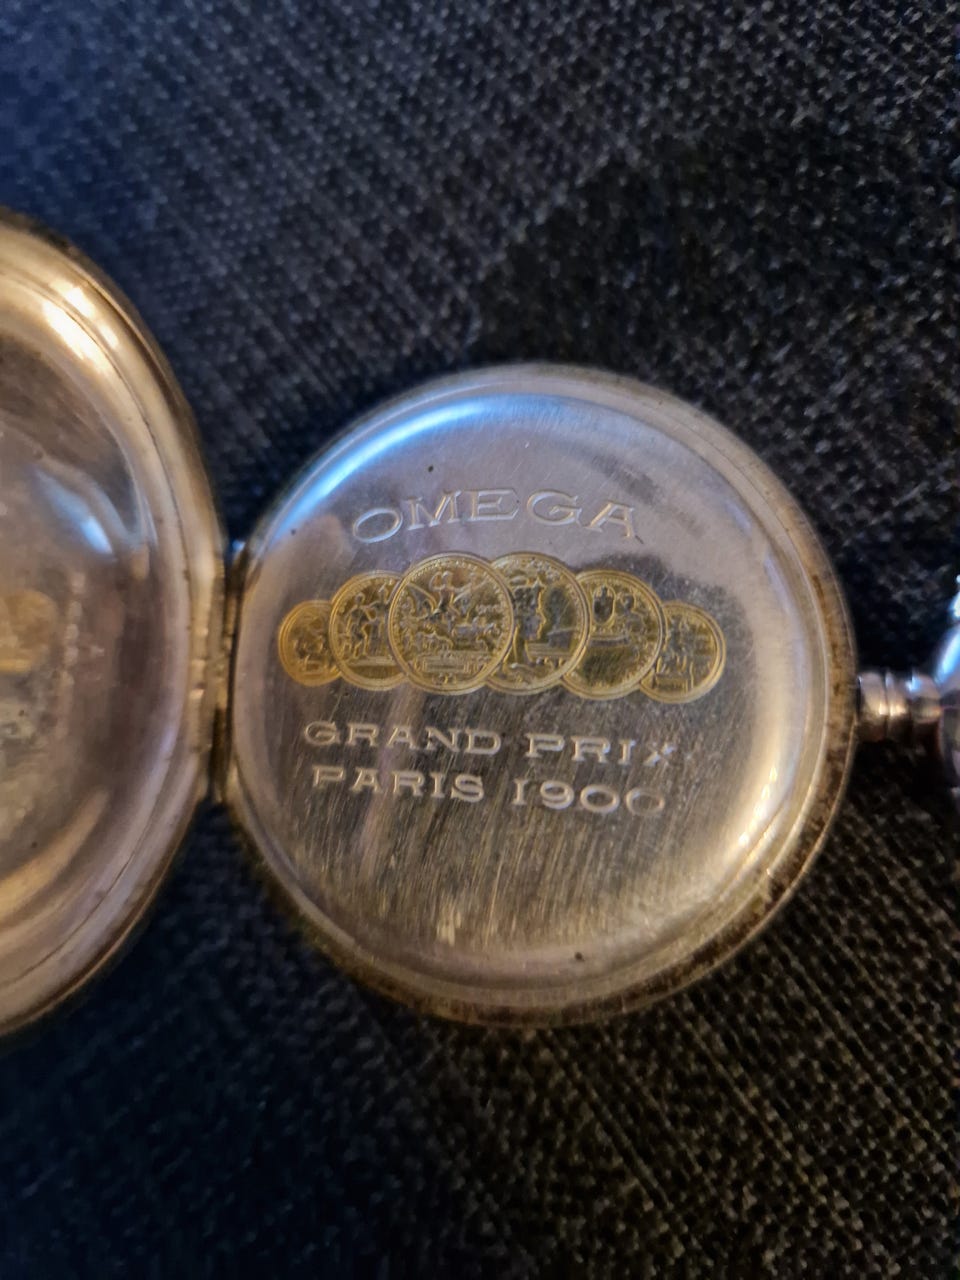 OMEGA
GRAND PRIX
PARIS 1900